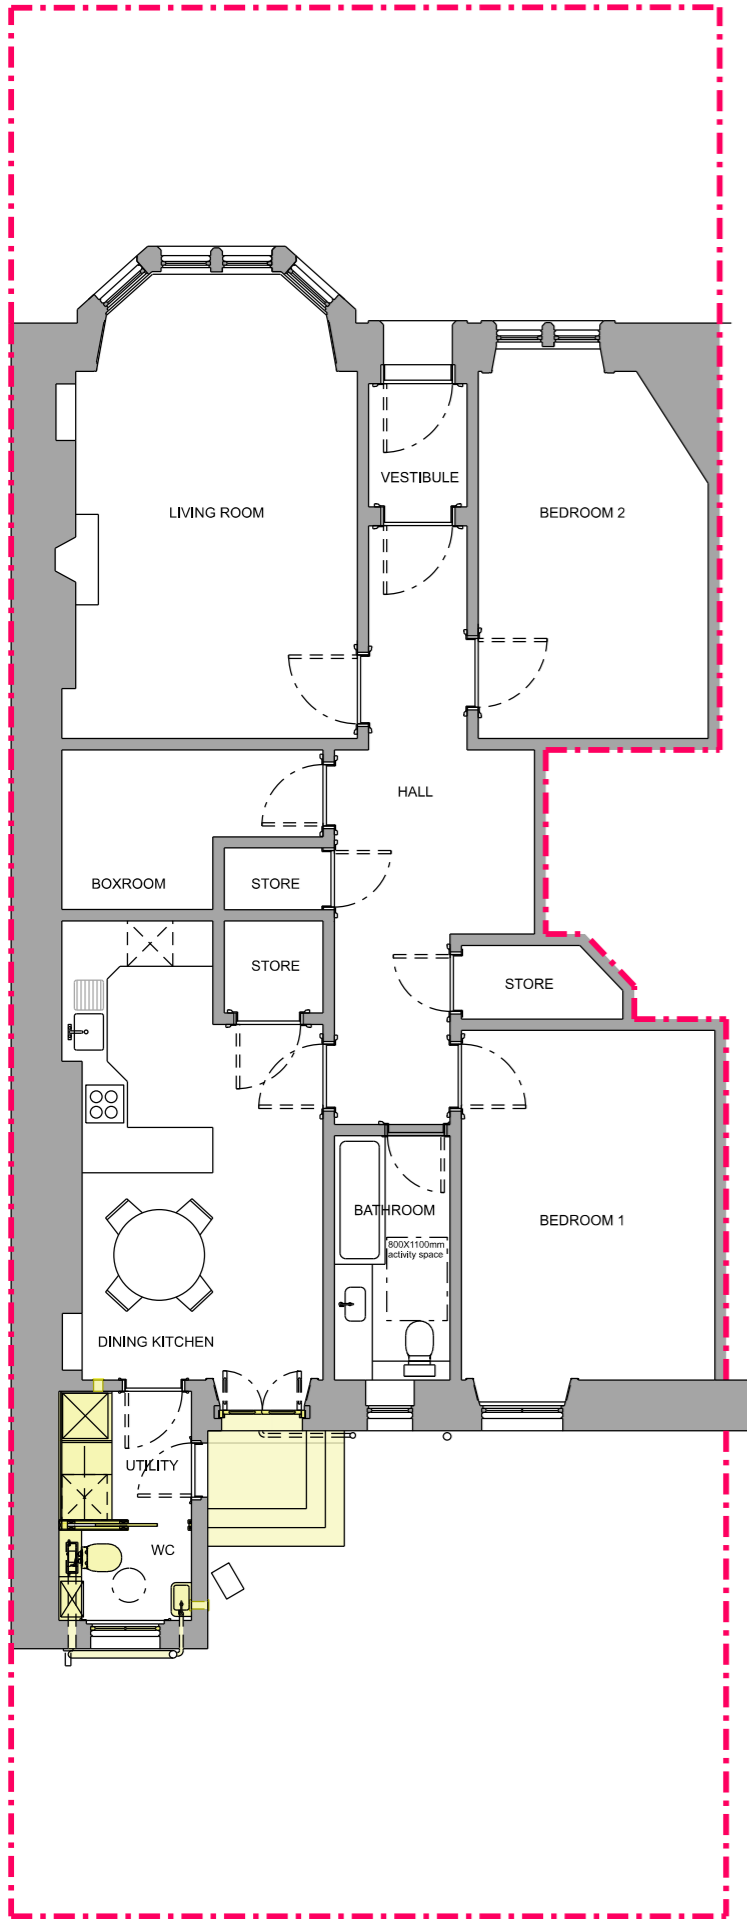 VESTIBULE
LIVING ROOM
BEDROOM 2
HALL
BOXROOM
STORE
STORE
STORE
BATHROOM
BEDROOM 1
800X1100mm
activity space
DINING KITCHEN
UTILITY
WC